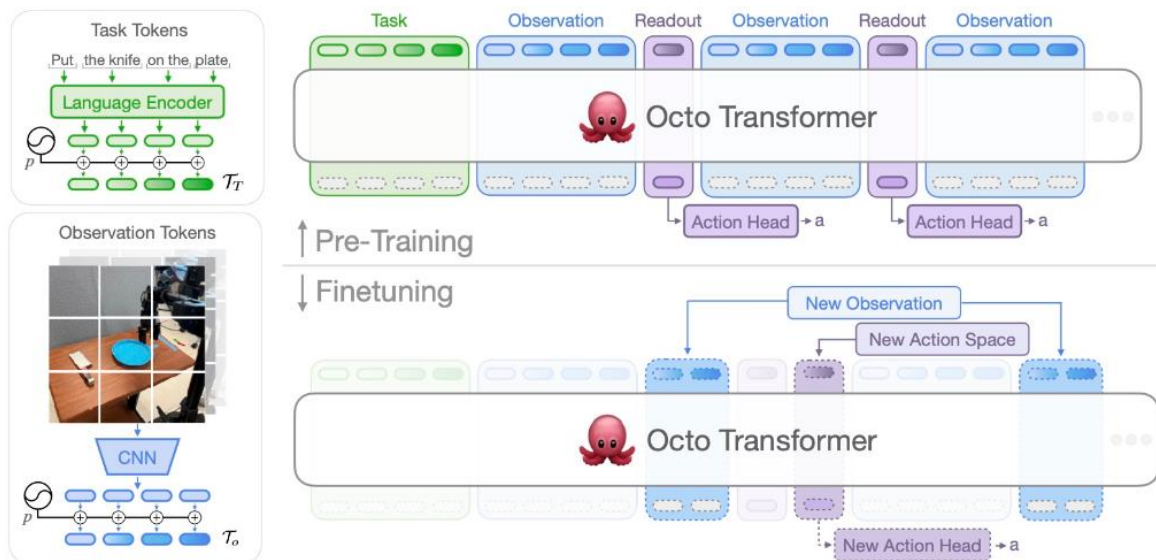 Task Tokens
Put the knife on the plate
Language Encoder
p
𝒯_T
Observation Tokens
CNN
p
𝒯_o
Task Observation Readout Observation Readout Observation
Octo Transformer
Action Head a Action Head a
↑ Pre-Training
↓ Finetuning
New Observation
New Action Space
Octo Transformer
New Action Head a